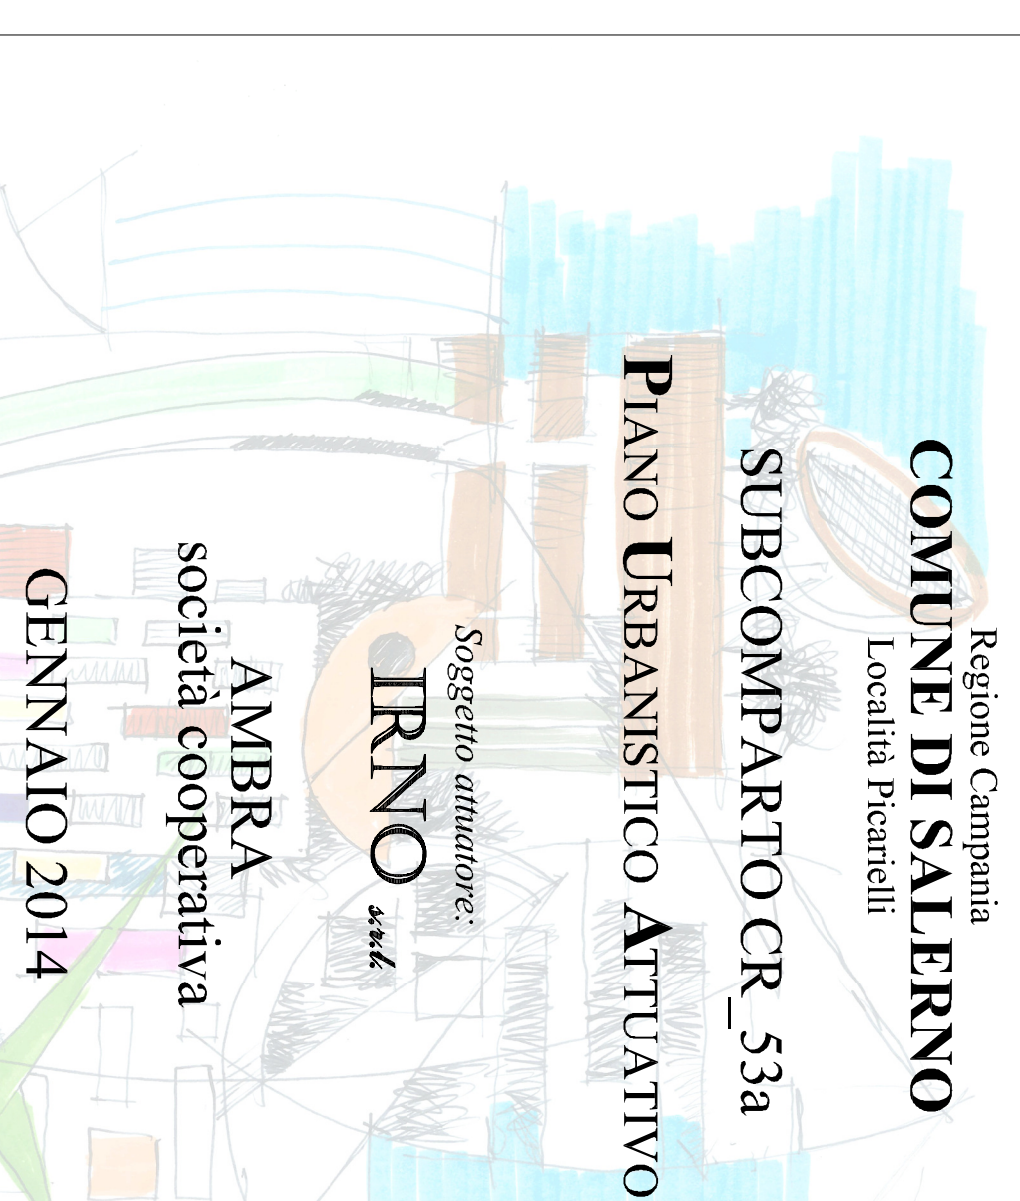 Regione Campania
COMUNE DI SALERNO
Località Picarielli
SUBCOMPARTO CR_53a
PIANO URBANISTICO ATTUATIVO
Soggetto attuatore:
IRNO s.r.l.
AMBRA
società cooperativa
GENNAIO 2014